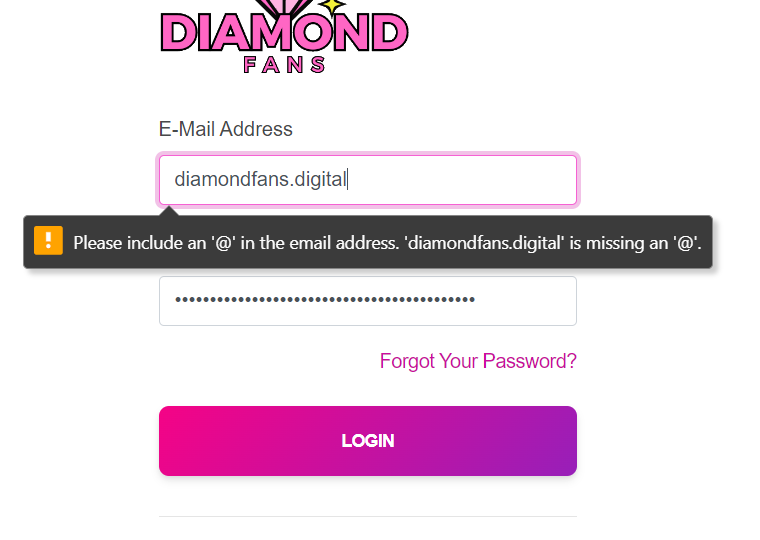 DIAMOND
FANS
E-Mail Address
diamondfans.digital
Please include an '@' in the email address. 'diamondfans.digital' is missing an '@'.
••••••••••••••••••••••••••••••••••••••••••••
Forgot Your Password?
LOGIN